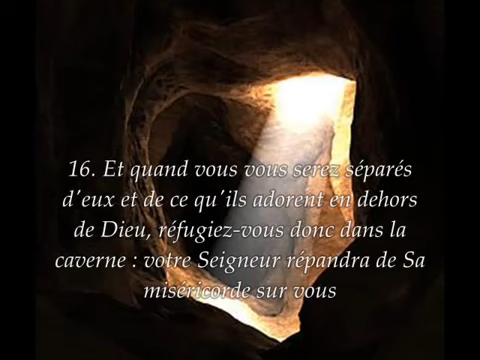 16. Et quand vous vous serez séparés
d'eux et de ce qu'ils adorent en dehors
de Dieu, réfugiez-vous donc dans la
caverne : votre Seigneur répandra de Sa
miséricorde sur vous